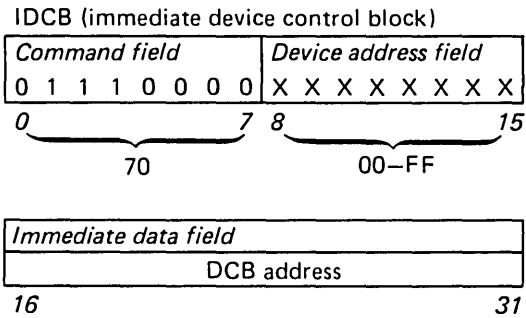 IDCB (immediate device control block)
Command field Device address field
0 1 1 1 0 0 0 0 X X X X X X X X
0 7 8 15
70 00–FF
Immediate data field
DCB address
16 31